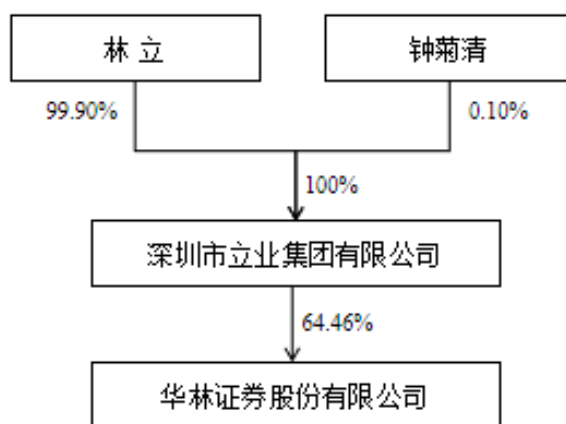 林 立
钟菊清
99.90%
0.10%
100%
深圳市立业集团有限公司
64.46%
华林证券股份有限公司